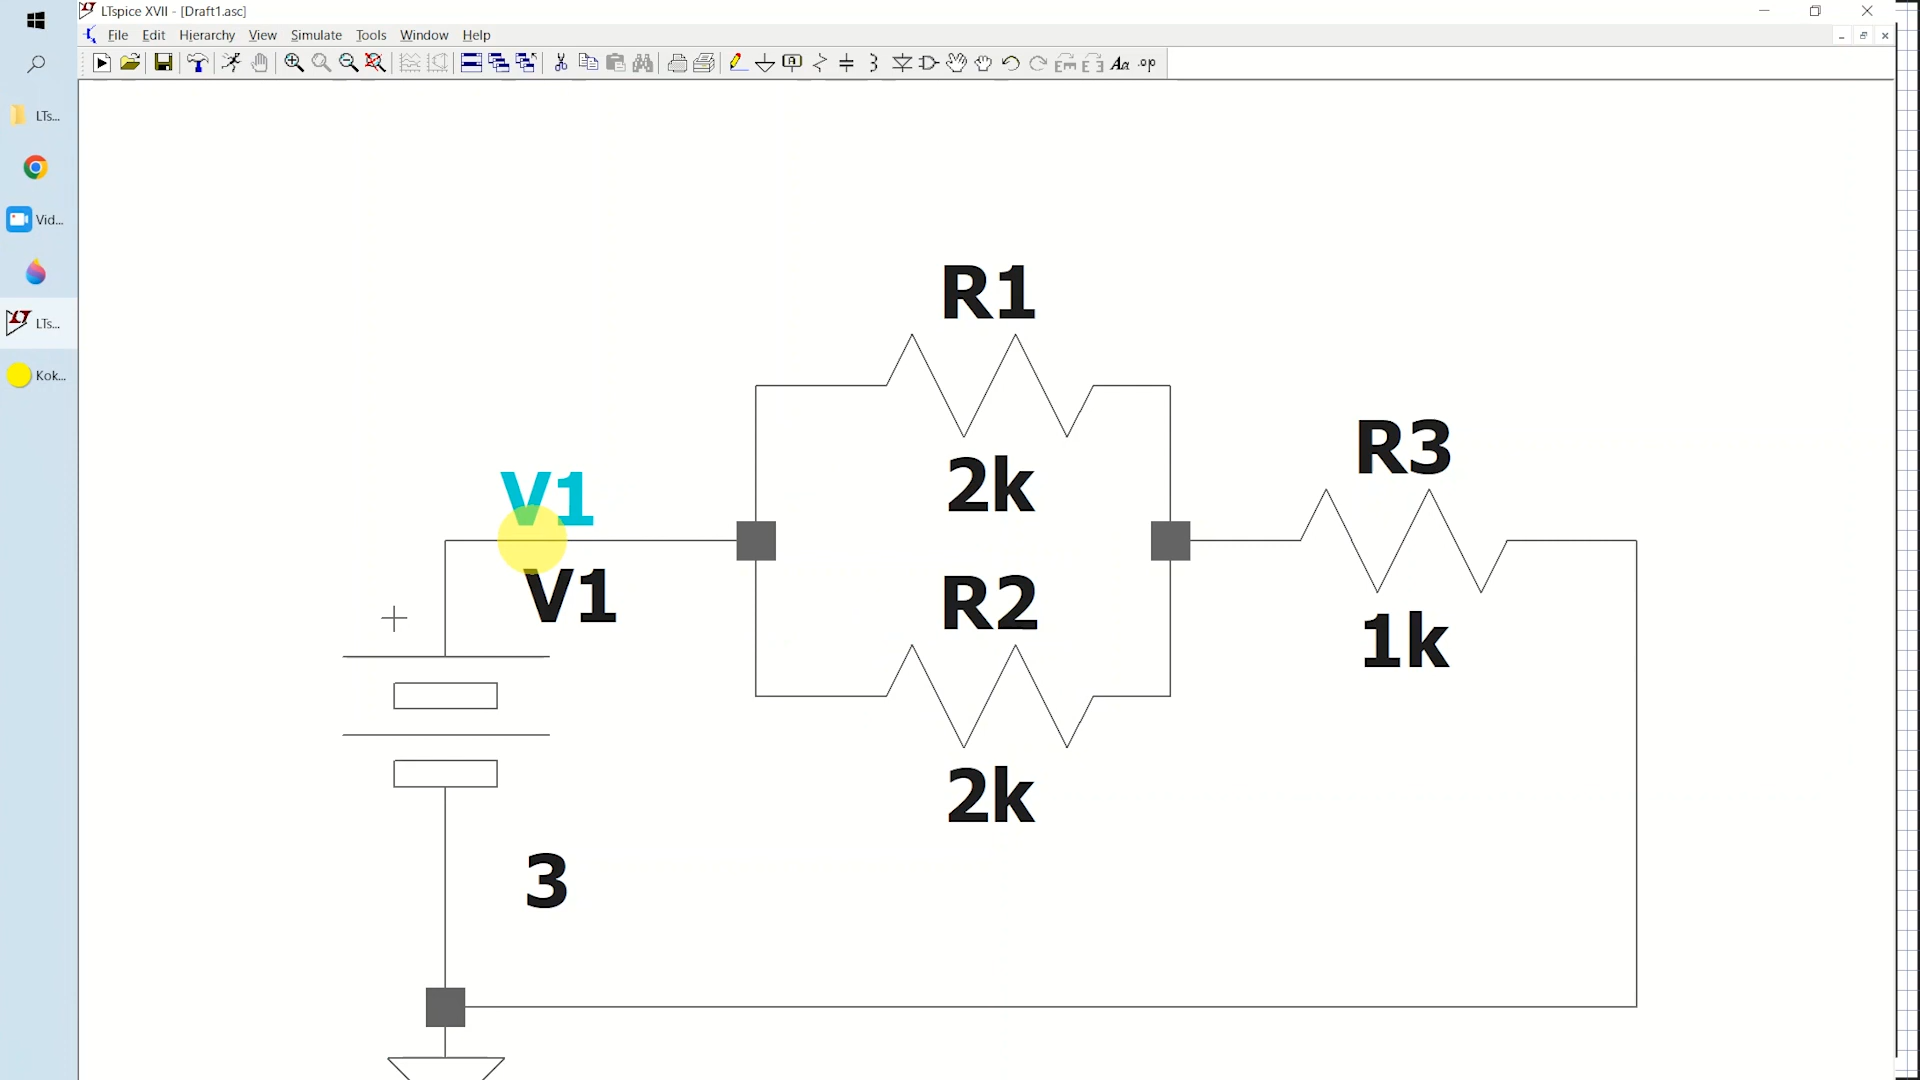 LTspice XVII - [Draft1.asc]
File Edit Hierarchy View Simulate Tools Window Help
LTs...
Vid...
LTs...
Kok...
R1
2k
R3
1k
V1
V1
R2
2k
3